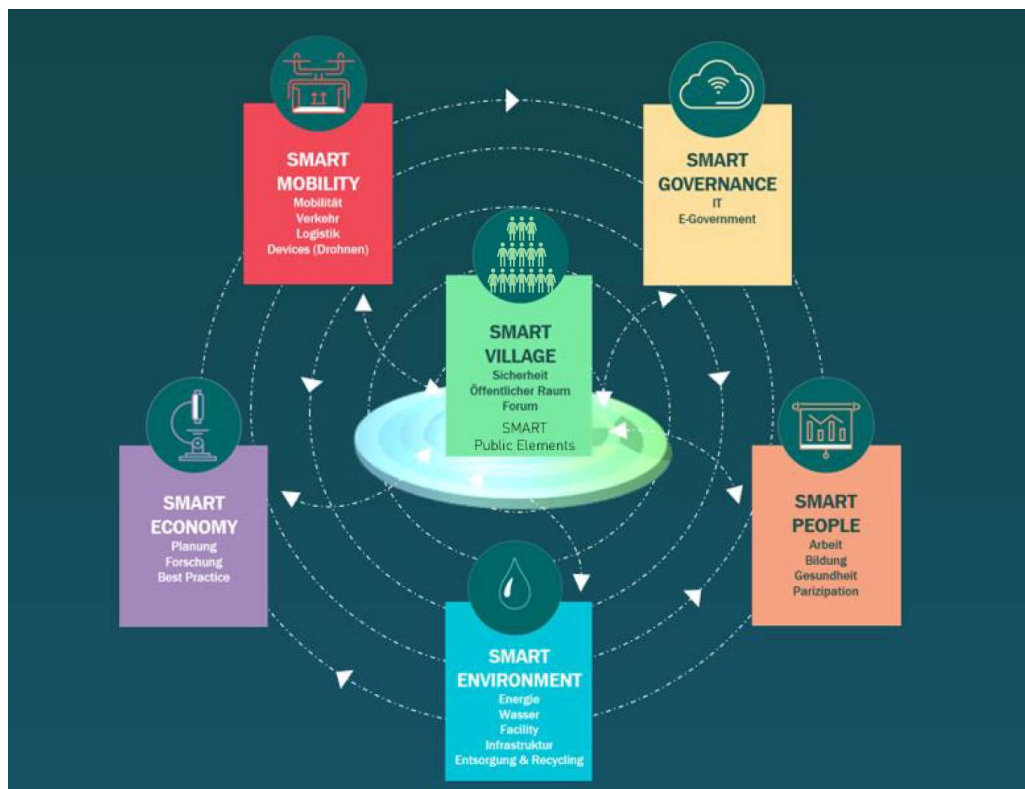 SMART
MOBILITY
Mobilität
Verkehr
Logistik
Devices (Drohnen)
SMART
GOVERNANCE
IT
E-Government
SMART
VILLAGE
Sicherheit
Öffentlicher Raum
Forum
SMART
Public Elements
SMART
ECONOMY
Planung
Forschung
Best Practice
SMART
PEOPLE
Arbeit
Bildung
Gesundheit
Parizipation
SMART
ENVIRONMENT
Energie
Wasser
Facility
Infrastruktur
Entsorgung & Recycling